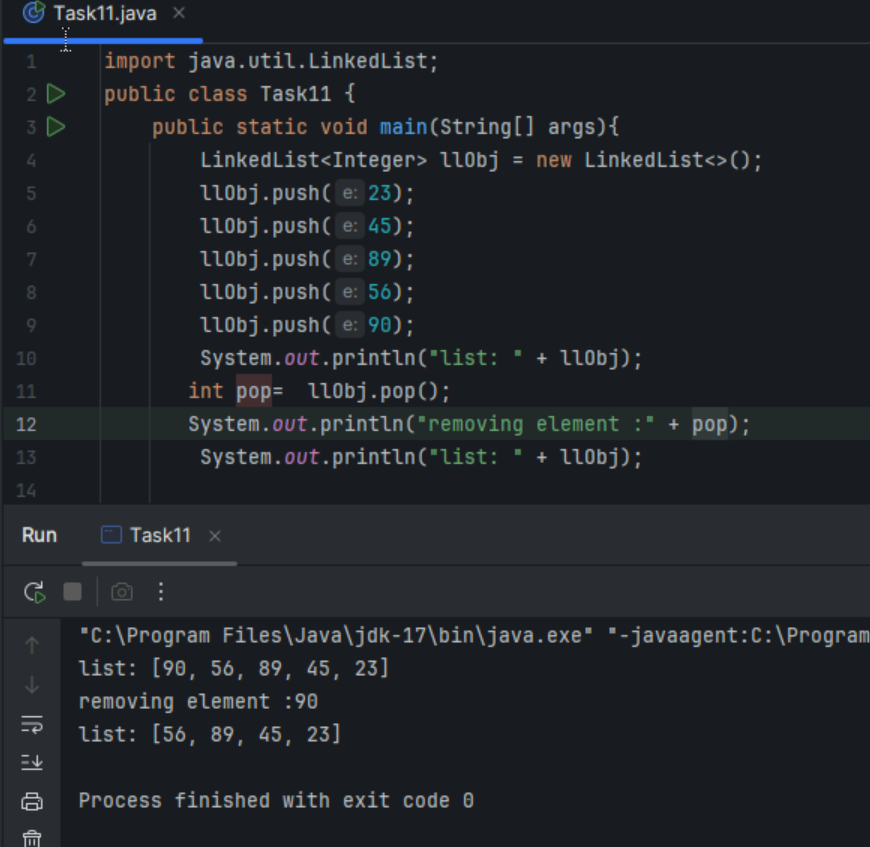 Task11.java
1 import java.util.LinkedList;
2 public class Task11 {
3 public static void main(String[] args){
4 LinkedList<Integer> llObj = new LinkedList<>();
5 llObj.push( e: 23);
6 llObj.push( e: 45);
7 llObj.push( e: 89);
8 llObj.push( e: 56);
9 llObj.push( e: 90);
10 System.out.println("list: " + llObj);
11 int pop=  llObj.pop();
12 System.out.println("removing element :" + pop);
13 System.out.println("list: " + llObj);
14
Run Task11
"C:\Program Files\Java\jdk-17\bin\java.exe" "-javaagent:C:\Program
list: [90, 56, 89, 45, 23]
removing element :90
list: [56, 89, 45, 23]
Process finished with exit code 0